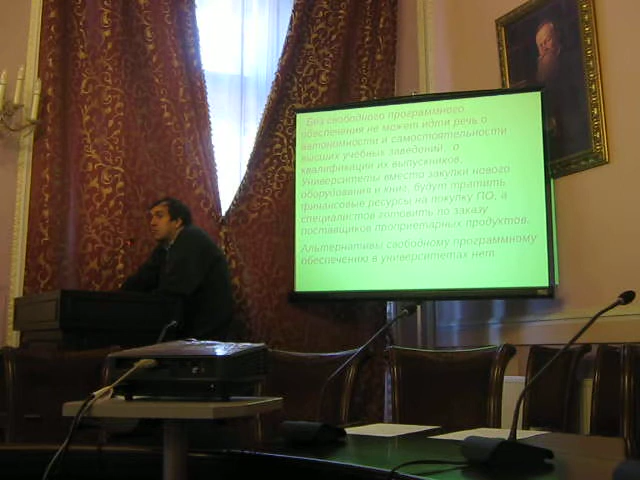 Без свободного программного
обеспечения не может идти речь о
автономности и самостоятельности
высших учебных заведений, о
квалификации их выпускников.
Университеты вместо закупки нового
оборудования и книг, будут тратить
финансовые ресурсы на покупку ПО, а
специалистов готовить по заказу
поставщиков проприетарных продуктов.
Альтернативы свободному программному
обеспечению в университетах нет.